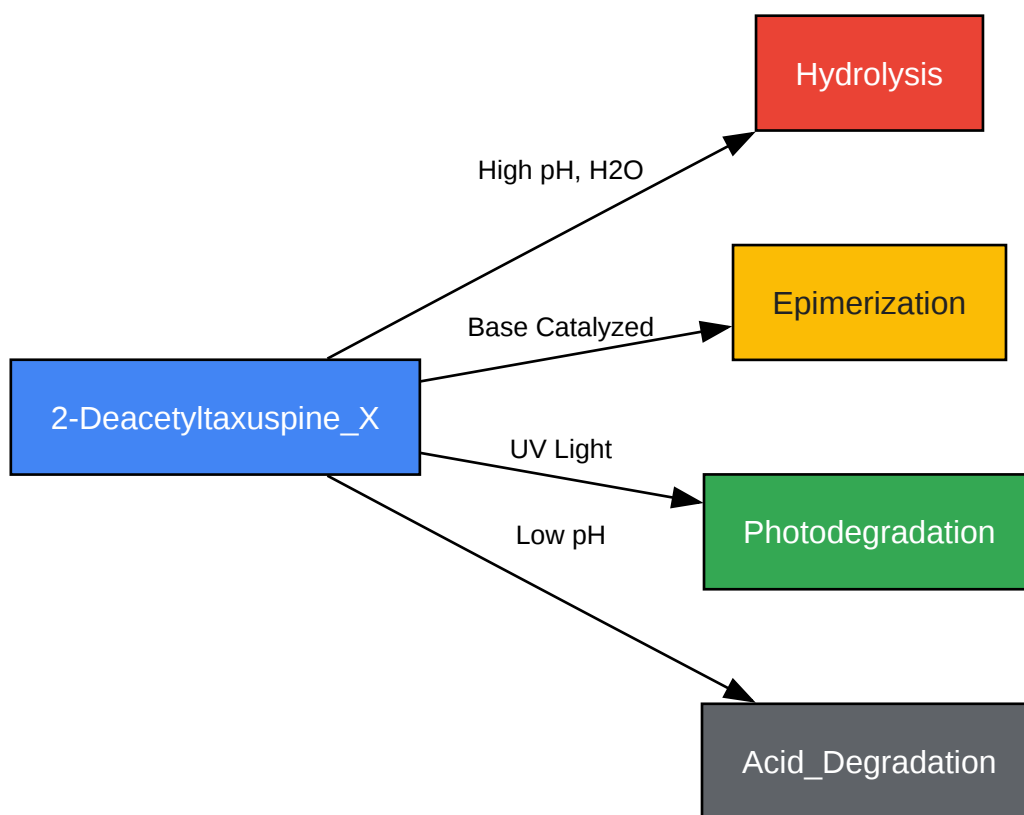 Hydrolysis
High pH, H2O
Epimerization
Base Catalyzed
2-Deacetyltaxuspine_X
UV Light
Photodegradation
Low pH
Acid_Degradation